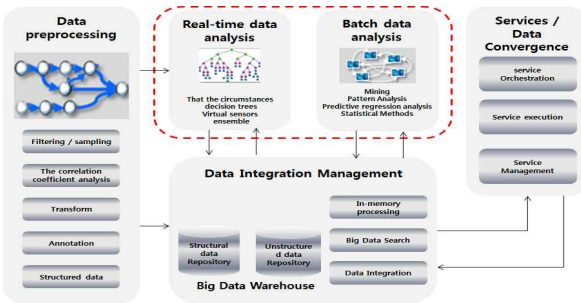 Data
preprocessing
Filtering / sampling
The correlation
coefficient analysis
Transform
Annotation
Structured data
Real-time data
analysis
That the circumstances
decision trees
Virtual sensors
ensemble
Batch data
analysis
Mining
Pattern Analysis
Predictive regression analysis
Statistical Methods
Services /
Data
Convergence
service
Orchestration
Service execution
Service
Management
Data Integration Management
Structural
data
Repository
Unstructure
d data
Repository
In-memory
processing
Big Data Search
Data Integration
Big Data Warehouse